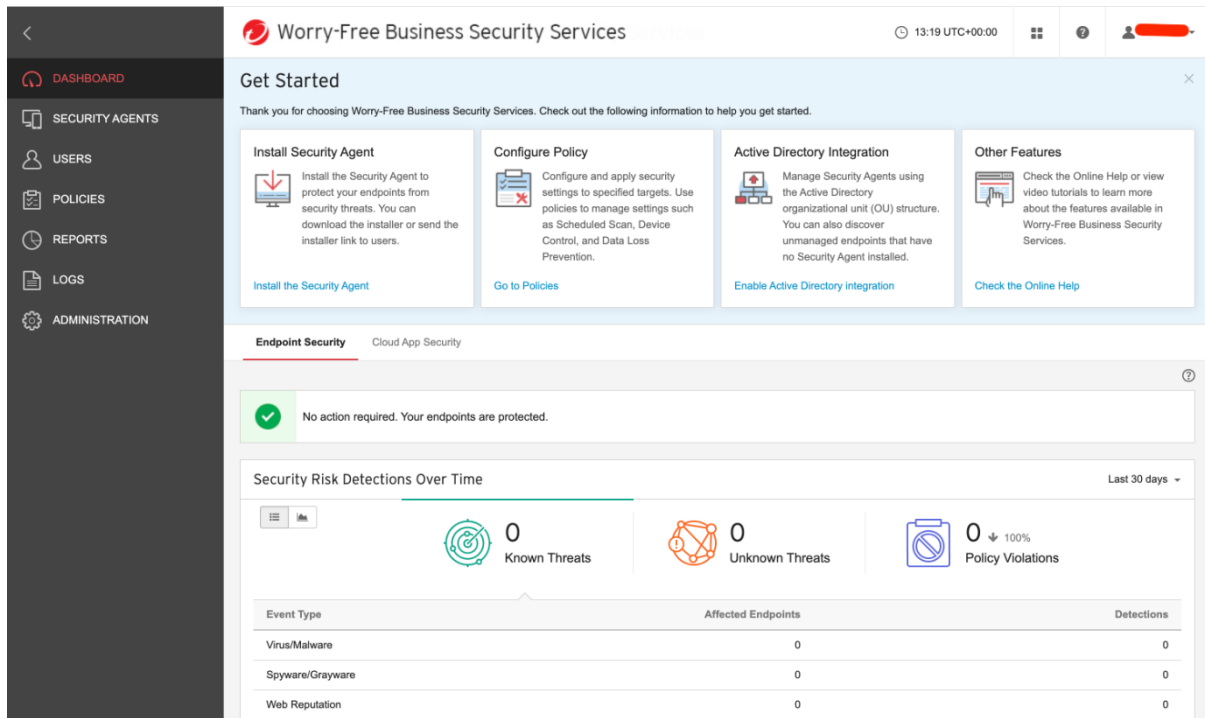 Worry-Free Business Security Services
13:19 UTC+00:00
DASHBOARD
SECURITY AGENTS
USERS
POLICIES
REPORTS
LOGS
ADMINISTRATION
Get Started
Thank you for choosing Worry-Free Business Security Services. Check out the following information to help you get started.
Install Security Agent
Install the Security Agent to
protect your endpoints from
security threats. You can
download the installer or send the
installer link to users.
Install the Security Agent
Configure Policy
Configure and apply security
settings to specified targets. Use
policies to manage settings such
as Scheduled Scan, Device
Control, and Data Loss
Prevention.
Go to Policies
Active Directory Integration
Manage Security Agents using
the Active Directory
organizational unit (OU) structure.
You can also discover
unmanaged endpoints that have
no Security Agent installed.
Enable Active Directory integration
Other Features
Check the Online Help or view
video tutorials to learn more
about the features available in
Worry-Free Business Security
Services.
Check the Online Help
Endpoint Security
Cloud App Security
No action required. Your endpoints are protected.
Security Risk Detections Over Time
Last 30 days
0
Known Threats
0
Unknown Threats
0 100%
Policy Violations
Event Type Affected Endpoints Detections
Virus/Malware 0 0
Spyware/Grayware 0 0
Web Reputation 0 0